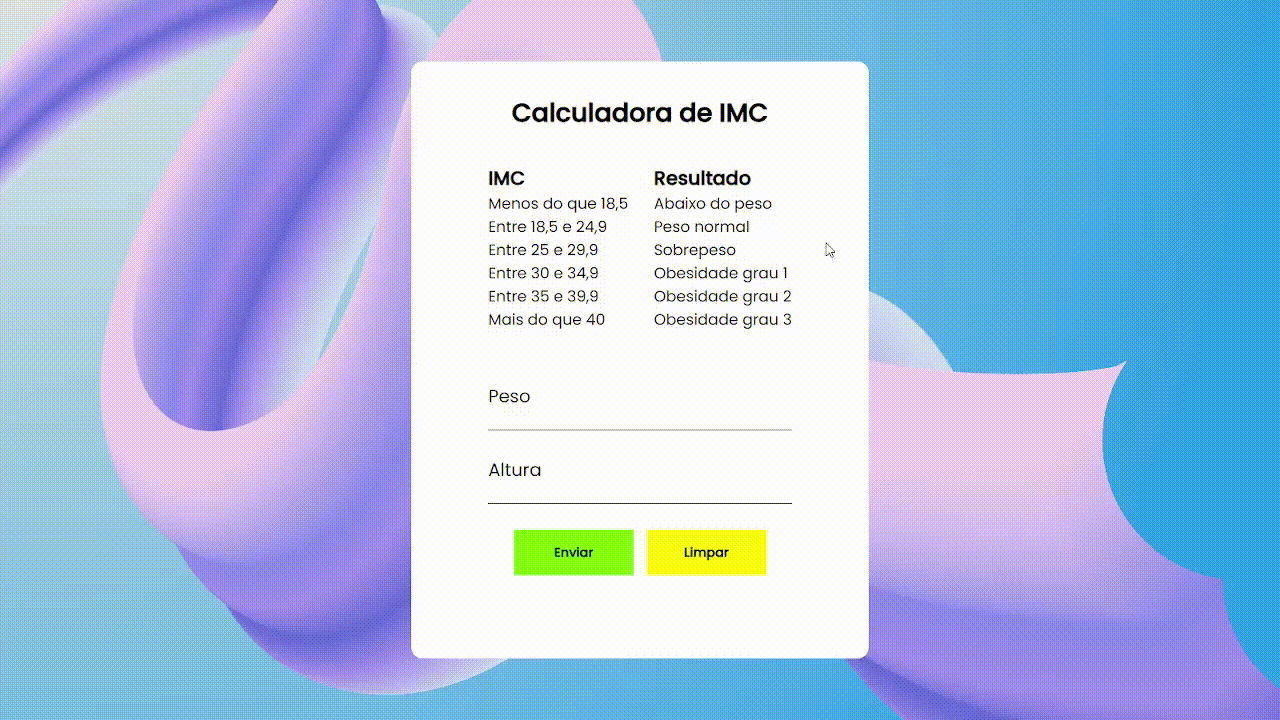 Calculadora de IMC
IMC Resultado
Menos do que 18,5 Abaixo do peso
Entre 18,5 e 24,9 Peso normal
Entre 25 e 29,9 Sobrepeso
Entre 30 e 34,9 Obesidade grau 1
Entre 35 e 39,9 Obesidade grau 2
Mais do que 40 Obesidade grau 3
Peso
Altura
Enviar Limpar